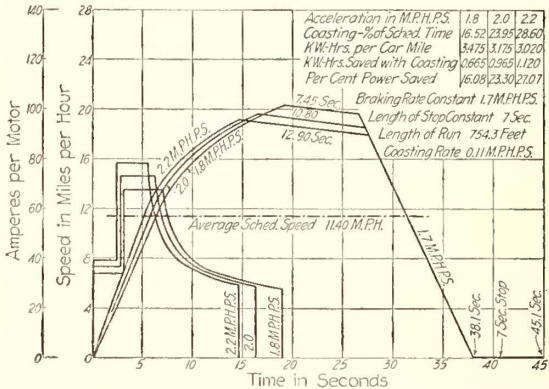 Acceleration in M.P.H.P.S. 1.8 2.0 2.2
Coasting-% of Sched. Time 16.52 23.95 28.60
KW-Hrs. per Car Mile 3.475 3.175 3.020
KW-Hrs. Saved with Coasting 0.665 0.965 1.120
Per Cent Power Saved 16.08 23.30 27.07
Braking Rate Constant 1.7 M.P.H.P.S.
Length of Stop Constant 7 Sec.
Length of Run 754.3 Feet
Coasting Rate 0.11 M.P.H.P.S.
7.45 Sec.
10.80
12.90 Sec.
2.2 M.P.H.P.S.
2.0
1.8 M.P.H.P.S.
Average Sched. Speed 11.40 M.P.H.
1.7 M.P.H.P.S.
2.2 M.P.H.P.S.
2.0
1.8 M.P.H.P.S.
38.1 Sec.
7 Sec. Stop
45.1 Sec.
Amperes per Motor
140
120
100
80
60
40
20
0
Speed in Miles per Hour
28
24
20
16
12
8
4
0
5 10 15 20 25 30 35 40 45
Time in Seconds